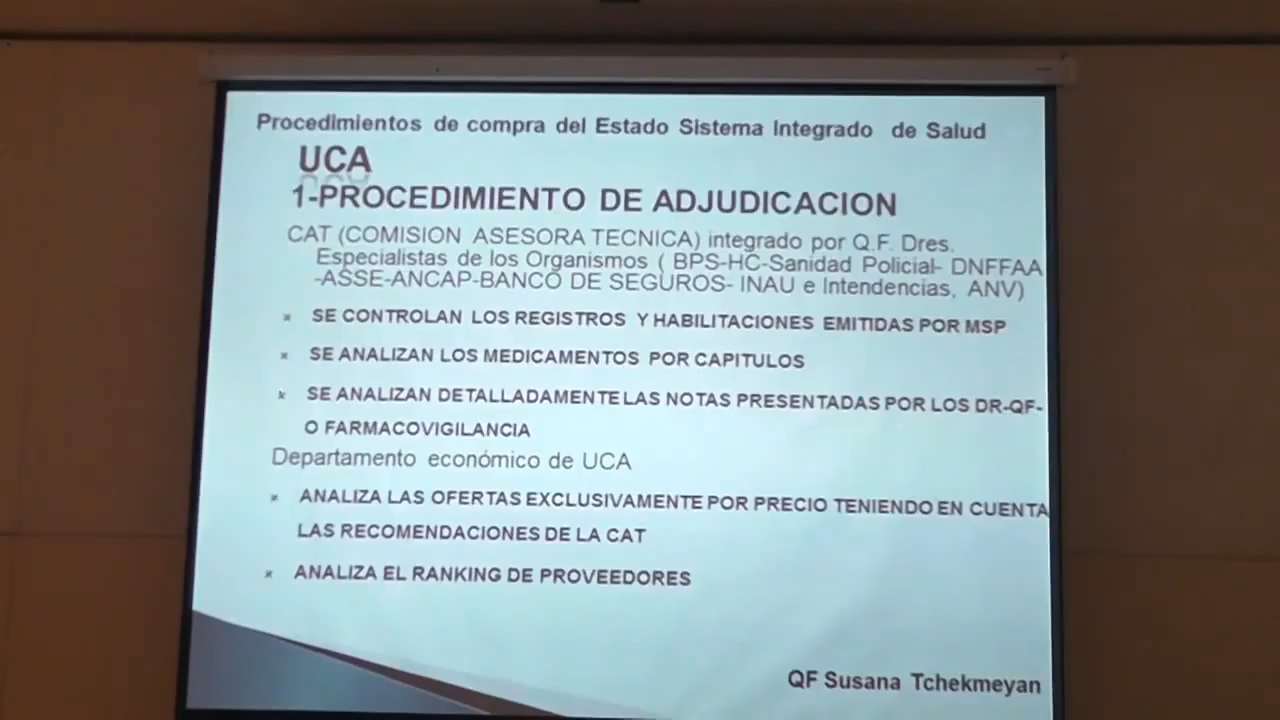 Procedimientos de compra del Estado Sistema Integrado de Salud
UCA
1-PROCEDIMIENTO DE ADJUDICACION
CAT (COMISION ASESORA TECNICA) integrado por Q.F. Dres.
Especialistas de los Organismos ( BPS-HC-Sanidad Policial- DNFFAA
-ASSE-ANCAP-BANCO DE SEGUROS- INAU e Intendencias, ANV)
SE CONTROLAN LOS REGISTROS Y HABILITACIONES EMITIDAS POR MSP
SE ANALIZAN LOS MEDICAMENTOS POR CAPITULOS
SE ANALIZAN DETALLADAMENTE LAS NOTAS PRESENTADAS POR LOS DR-QF-
O FARMACOVIGILANCIA
Departamento económico de UCA
ANALIZA LAS OFERTAS EXCLUSIVAMENTE POR PRECIO TENIENDO EN CUENTA
LAS RECOMENDACIONES DE LA CAT
ANALIZA EL RANKING DE PROVEEDORES
QF Susana Tchekmeyan